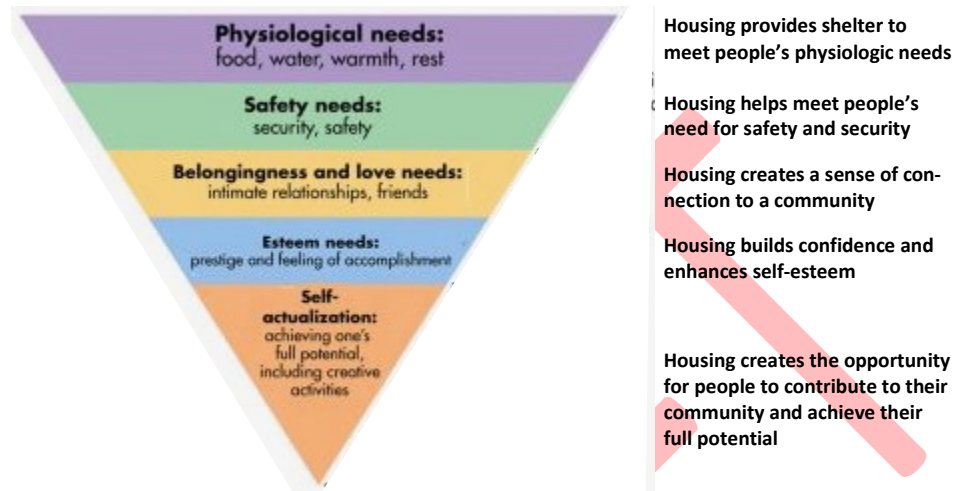 Physiological needs:
food, water, warmth, rest
Housing provides shelter to
meet people's physiologic needs
Safety needs:
security, safety
Housing helps meet people's
need for safety and security
Belongingness and love needs:
intimate relationships, friends
Housing creates a sense of con-
nection to a community
Esteem needs:
prestige and feeling of accomplishment
Housing builds confidence and
enhances self-esteem
Self-
actualization:
achieving one's
full potential,
including creative
activities
Housing creates the opportunity
for people to contribute to their
community and achieve their
full potential